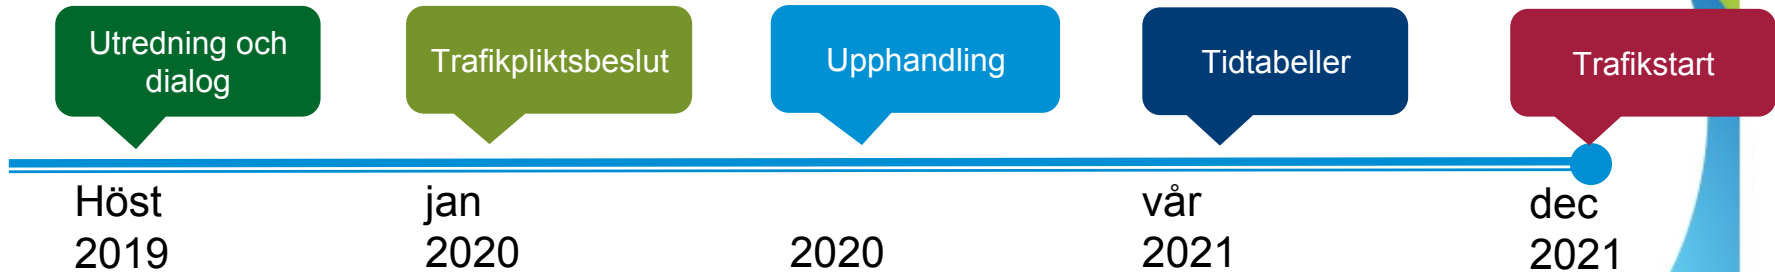 Utredning och
dialog
Trafikpliktsbeslut
Upphandling
Tidtabeller
Trafikstart
Höst
2019
jan
2020
2020
vår
2021
dec
2021